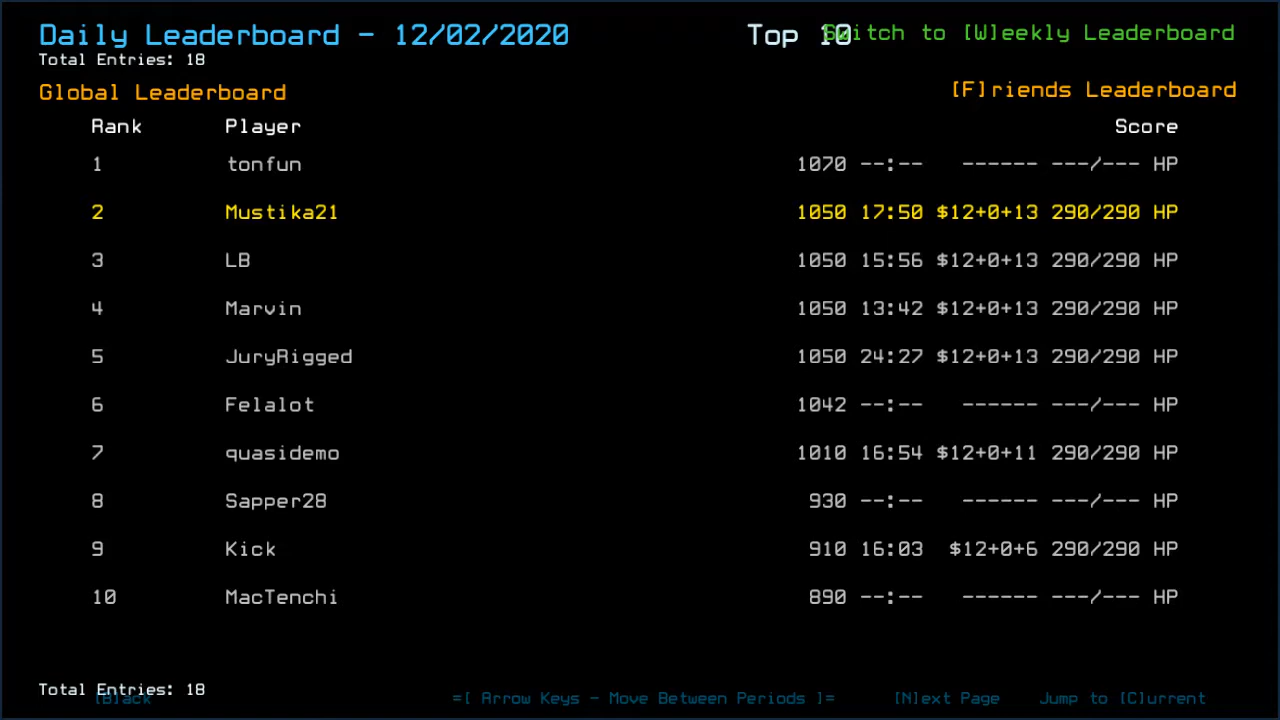 Daily Leaderboard - 12/02/2020 Top 10 Switch to [W]eekly Leaderboard
Total Entries: 18
Global Leaderboard [F]riends Leaderboard
Rank Player Score
1 tonfun 1070 --:-- ------ ---/--- HP
2 Mustika21 1050 17:50 $12+0+13 290/290 HP
3 LB 1050 15:56 $12+0+13 290/290 HP
4 Marvin 1050 13:42 $12+0+13 290/290 HP
5 JuryRigged 1050 24:27 $12+0+13 290/290 HP
6 Felalot 1042 --:-- ------ ---/--- HP
7 quasidemo 1010 16:54 $12+0+11 290/290 HP
8 Sapper28 930 --:-- ------ ---/--- HP
9 Kick 910 16:03 $12+0+6 290/290 HP
10 MacTenchi 890 --:-- ------ ---/--- HP
Total Entries: 18
[B]ack =[ Arrow Keys - Move Between Periods ]= [N]ext Page Jump to [C]urrent